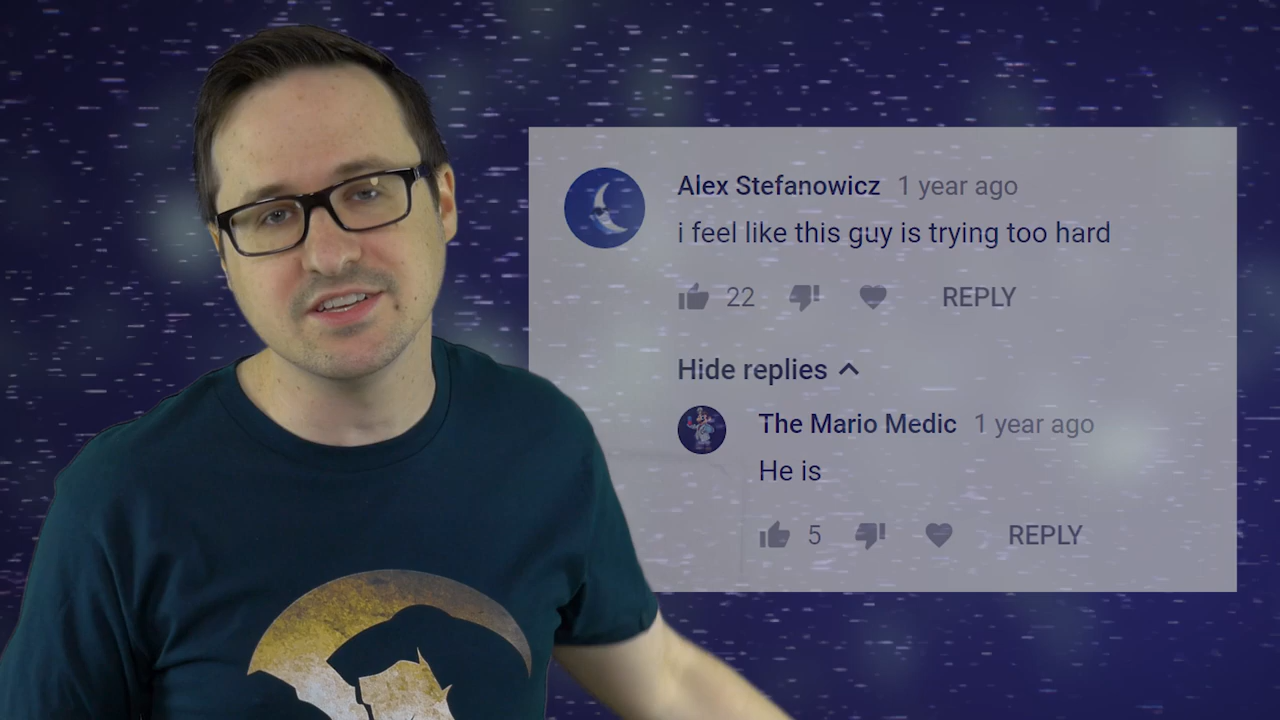 Alex Stefanowicz 1 year ago
i feel like this guy is trying too hard
22 REPLY
Hide replies
The Mario Medic 1 year ago
He is
5 REPLY